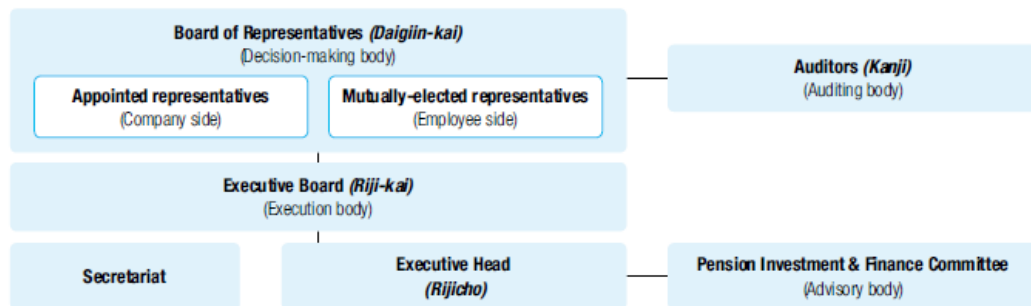 Board of Representatives (Daigiin-kai)
(Decision-making body)
Appointed representatives
(Company side)
Mutually-elected representatives
(Employee side)
Auditors (Kanji)
(Auditing body)
Executive Board (Riji-kai)
(Execution body)
Secretariat
Executive Head
(Rijicho)
Pension Investment & Finance Committee
(Advisory body)